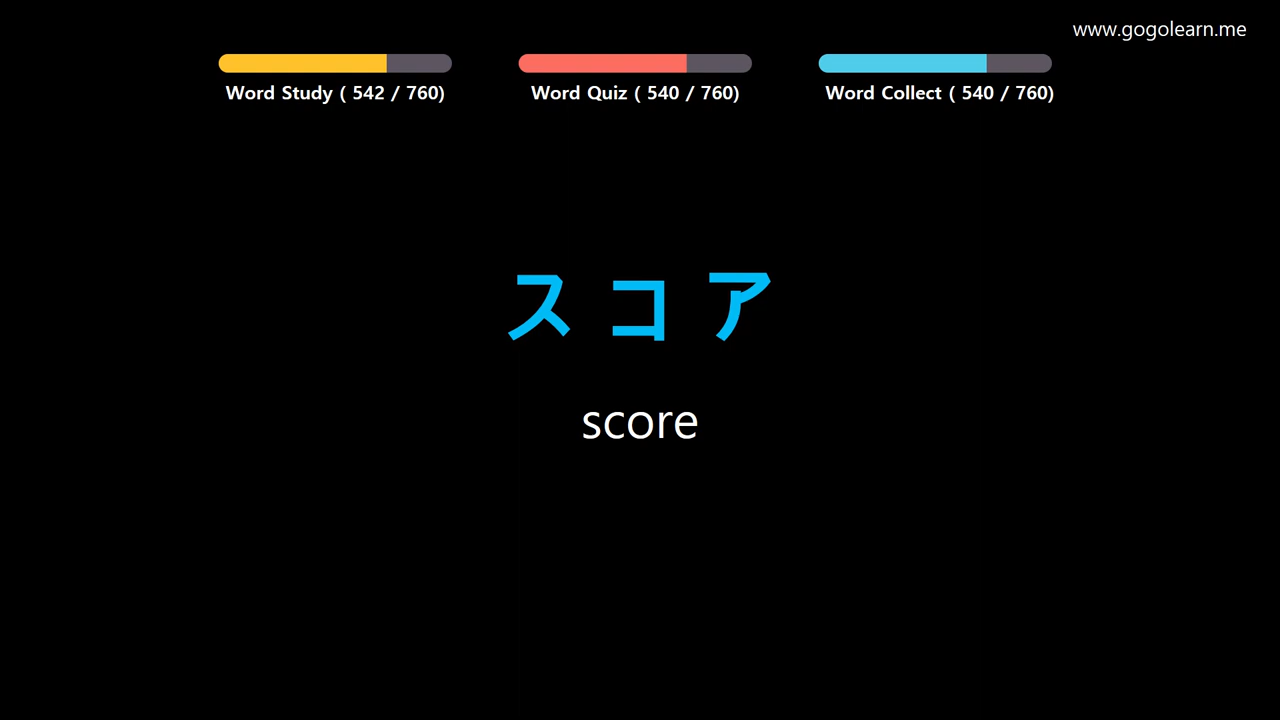 www.gogolearn.me
Word Study ( 542 / 760)
Word Quiz ( 540 / 760)
Word Collect ( 540 / 760)
スコア
score